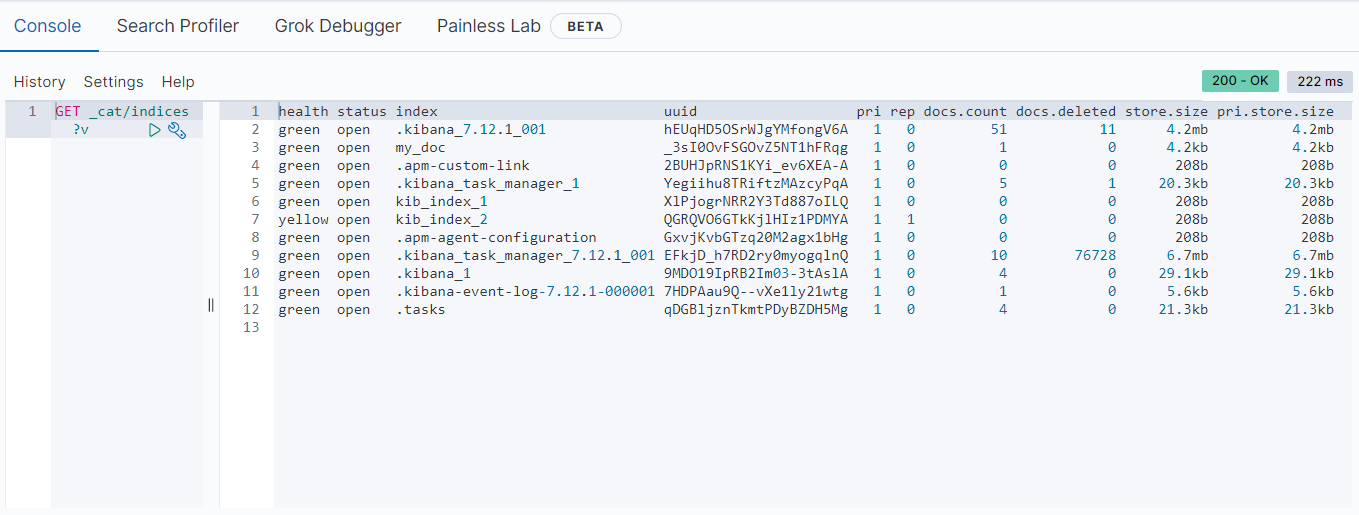 Console Search Profiler Grok Debugger Painless Lab BETA
History Settings Help 200 - OK 222 ms
1 GET _cat/indices
?v
1 health status index uuid pri rep docs.count docs.deleted store.size pri.store.size
2 green open .kibana_7.12.1_001 hEUqHD5OSrWJgYMfongV6A 1 0 51 11 4.2mb 4.2mb
3 green open my_doc _3sI0OvFSGOvZ5NT1hFRqg 1 0 1 0 4.2kb 4.2kb
4 green open .apm-custom-link 2BUHJpRNS1KYi_ev6XEA-A 1 0 0 0 208b 208b
5 green open .kibana_task_manager_1 Yegiihu8TRiftzMAzcyPqA 1 0 5 1 20.3kb 20.3kb
6 green open kib_index_1 XlPjogrNRR2Y3Td887oILQ 1 0 0 0 208b 208b
7 yellow open kib_index_2 QGRQVO6GTkKjlHIz1PDMYA 1 1 0 0 208b 208b
8 green open .apm-agent-configuration GxvjKvbGTzq20M2agx1bHg 1 0 0 0 208b 208b
9 green open .kibana_task_manager_7.12.1_001 EFkjD_h7RD2ry0myogqlnQ 1 0 10 76728 6.7mb 6.7mb
10 green open .kibana_1 9MDO19IpRB2Im03-3tAslA 1 0 4 0 29.1kb 29.1kb
11 green open .kibana-event-log-7.12.1-000001 7HDPAau9Q--vXe1ly21wtg 1 0 1 0 5.6kb 5.6kb
12 green open .tasks qDGBljznTkmtPDyBZDH5Mg 1 0 4 0 21.3kb 21.3kb
13